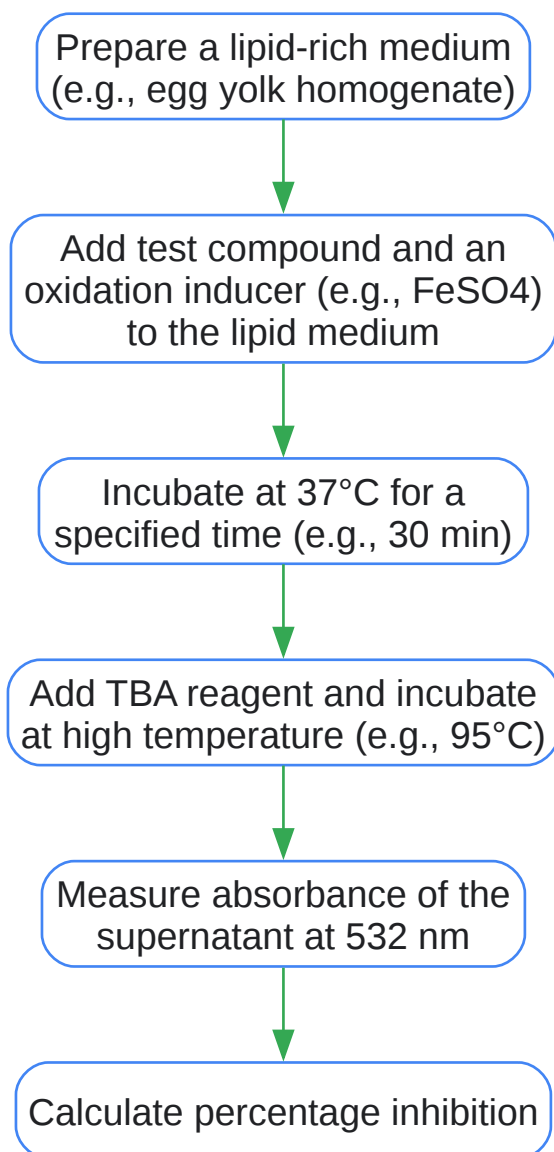 Prepare a lipid-rich medium
(e.g., egg yolk homogenate)
Add test compound and an
oxidation inducer (e.g., FeSO4)
to the lipid medium
Incubate at 37°C for a
specified time (e.g., 30 min)
Add TBA reagent and incubate
at high temperature (e.g., 95°C)
Measure absorbance of the
supernatant at 532 nm
Calculate percentage inhibition